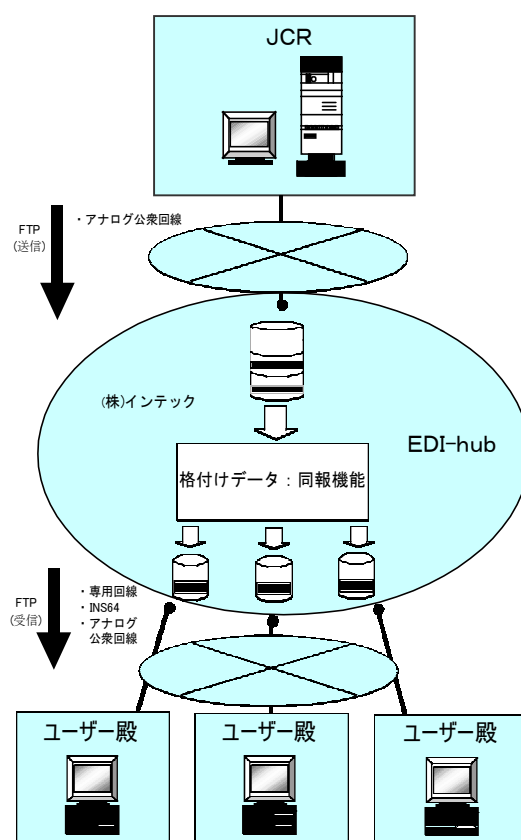 JCR
FTP
(送信)
・アナログ公衆回線
(株)インテック
EDI-hub
格付けデータ：同報機能
FTP
(受信)
・専用回線
・INS64
・アナログ
公衆回線
ユーザー殿
ユーザー殿
ユーザー殿